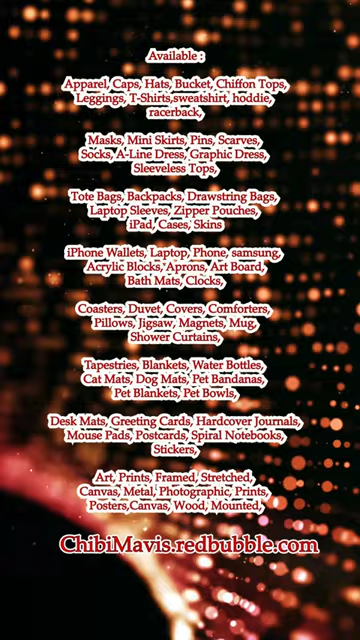 Available :
Apparel, Caps, Hats, Bucket, Chiffon Tops,
Leggings, T-Shirts,sweatshirt, hoddie,
racerback,
Masks, Mini Skirts, Pins, Scarves,
Socks, A-Line Dress, Graphic Dress,
Sleeveless Tops,
Tote Bags, Backpacks, Drawstring Bags,
Laptop Sleeves, Zipper Pouches,
iPad, Cases, Skins
iPhone Wallets, Laptop, Phone, samsung,
Acrylic Blocks, Aprons, Art Board,
Bath Mats, Clocks,
Coasters, Duvet, Covers, Comforters,
Pillows, Jigsaw, Magnets, Mug,
Shower Curtains,
Tapestries, Blankets, Water Bottles,
Cat Mats, Dog Mats, Pet Bandanas,
Pet Blankets, Pet Bowls,
Desk Mats, Greeting Cards, Hardcover Journals,
Mouse Pads, Postcards, Spiral Notebooks,
Stickers,
Art, Prints, Framed, Stretched,
Canvas, Metal, Photographic, Prints,
Posters,Canvas, Wood, Mounted,
ChibiMavis.redbubble.com